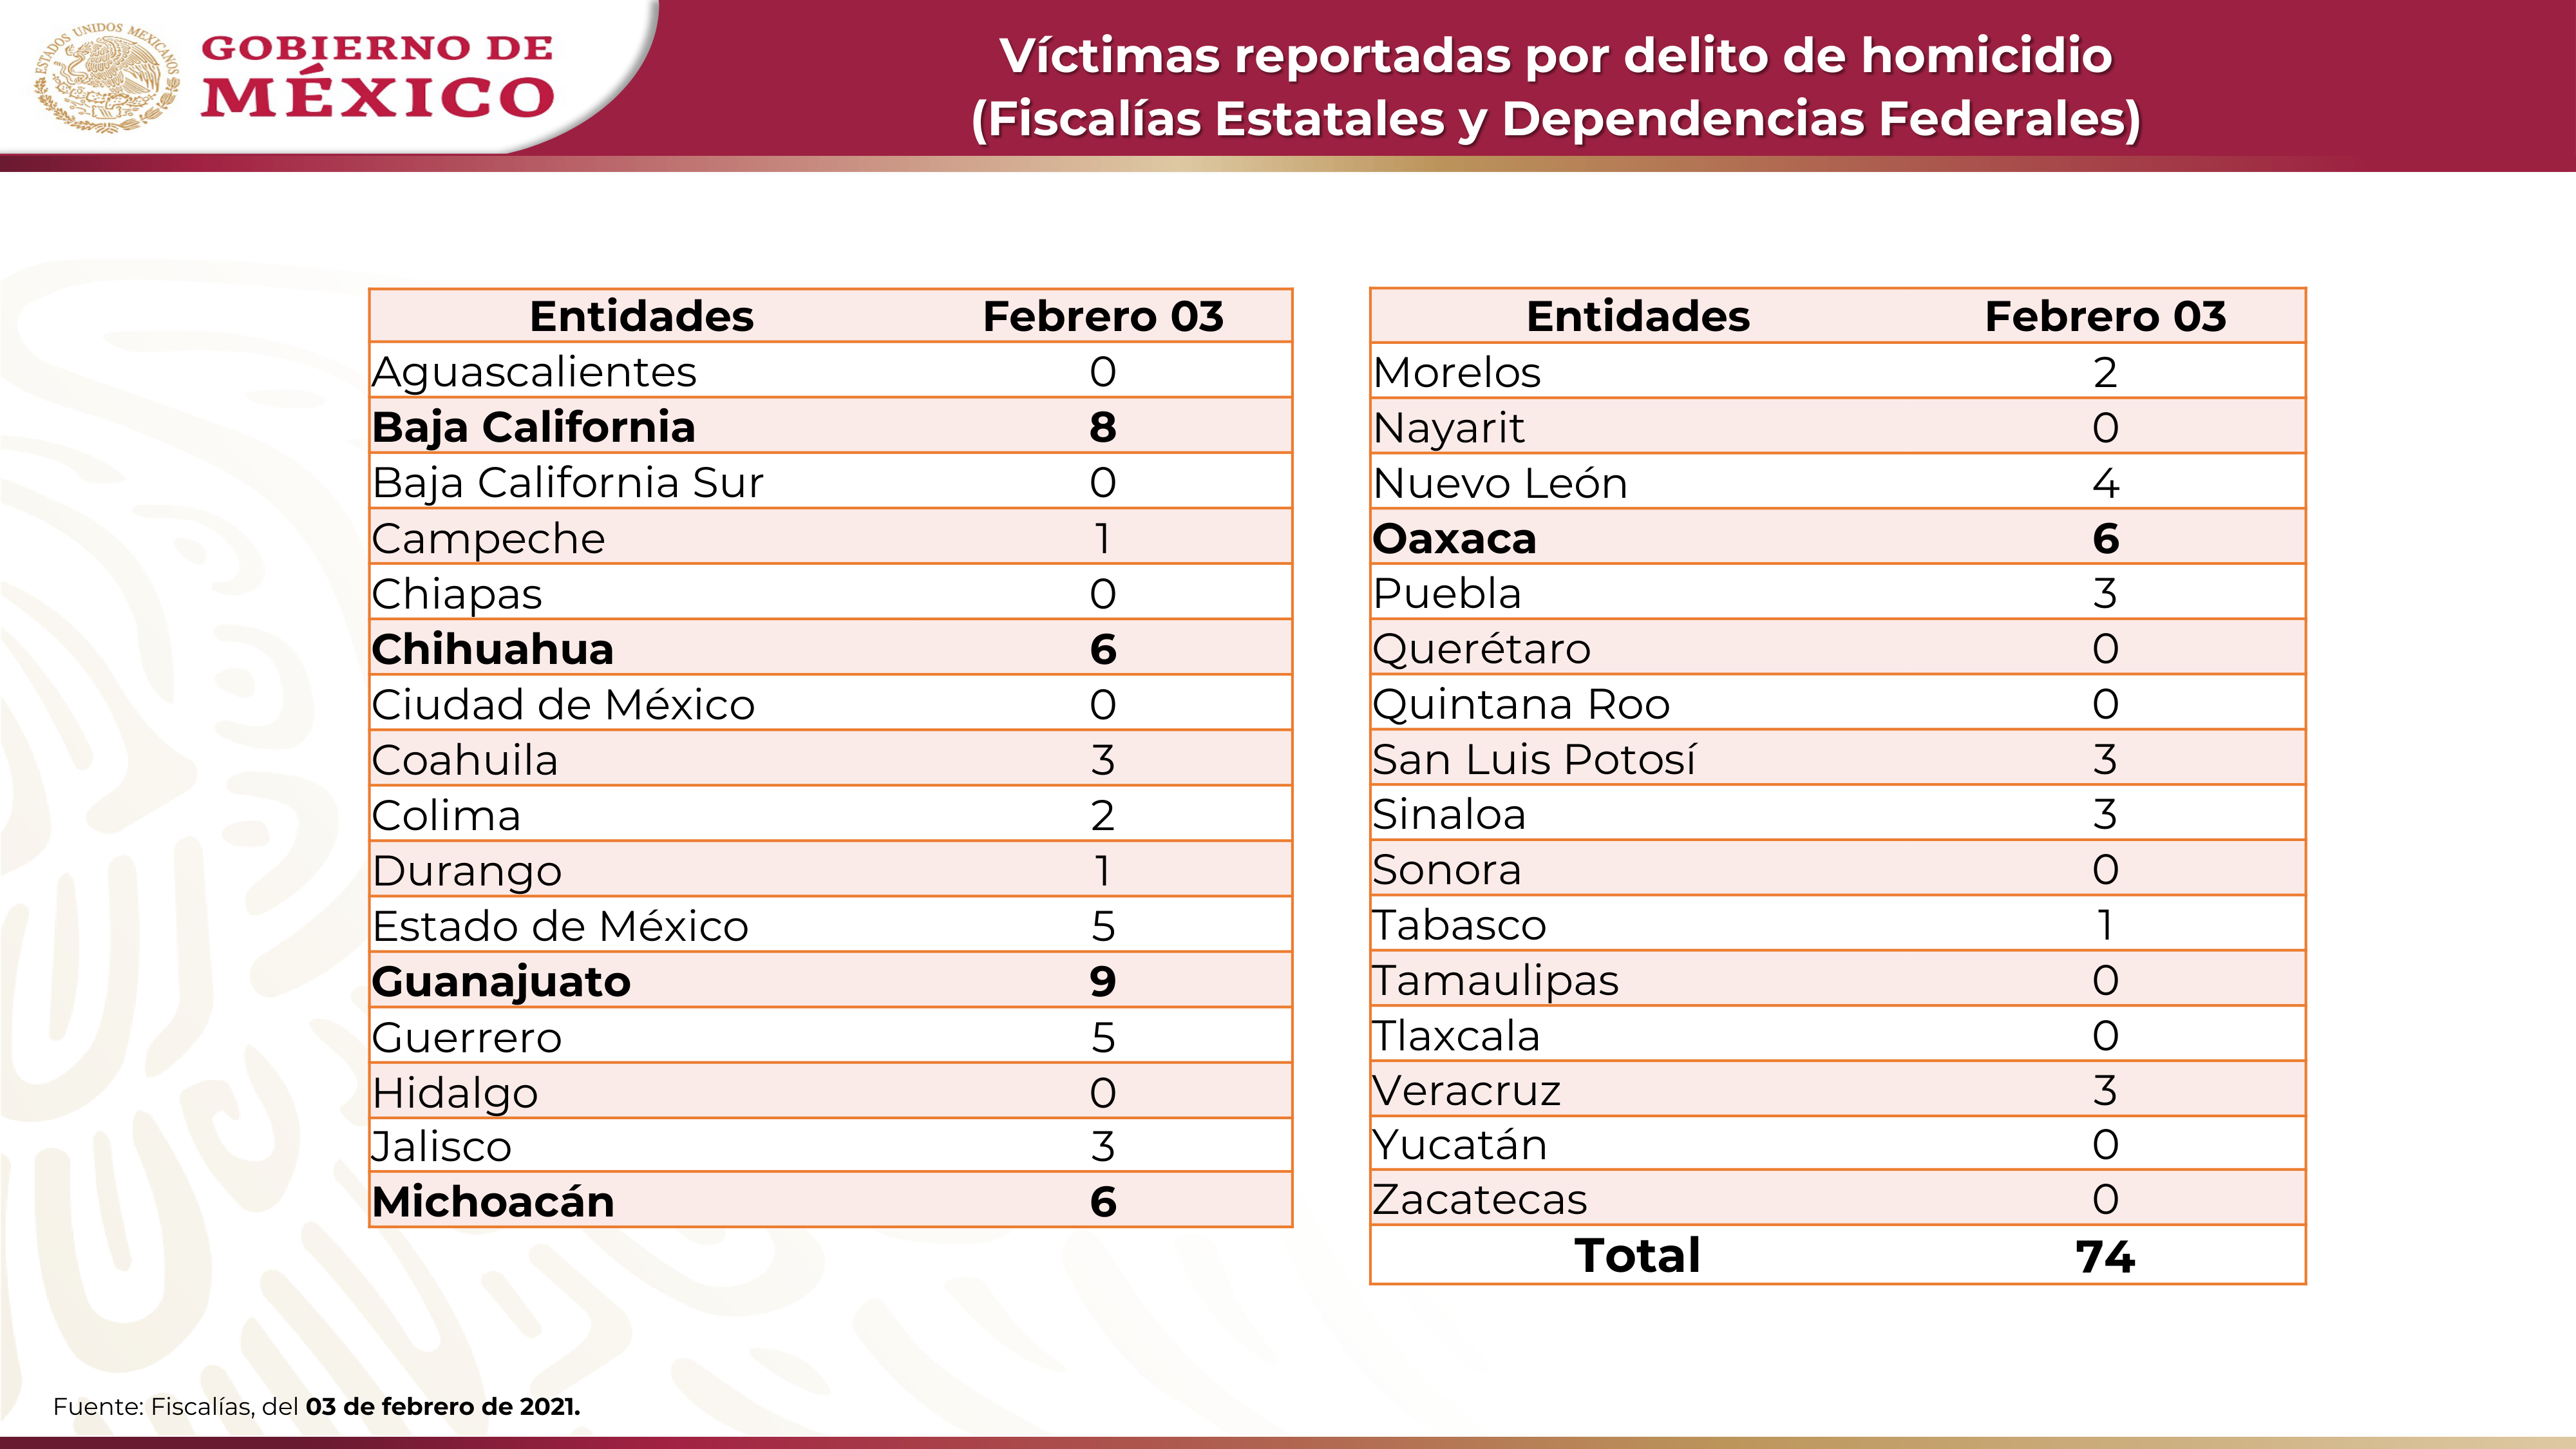 ESTADOS UNIDOS MEXICANOS
GOBIERNO DE
MÉXICO
Víctimas reportadas por delito de homicidio
(Fiscalías Estatales y Dependencias Federales)
Entidades Febrero 03
Aguascalientes 0
Baja California 8
Baja California Sur 0
Campeche 1
Chiapas 0
Chihuahua 6
Ciudad de México 0
Coahuila 3
Colima 2
Durango 1
Estado de México 5
Guanajuato 9
Guerrero 5
Hidalgo 0
Jalisco 3
Michoacán 6
Entidades Febrero 03
Morelos 2
Nayarit 0
Nuevo León 4
Oaxaca 6
Puebla 3
Querétaro 0
Quintana Roo 0
San Luis Potosí 3
Sinaloa 3
Sonora 0
Tabasco 1
Tamaulipas 0
Tlaxcala 0
Veracruz 3
Yucatán 0
Zacatecas 0
Total 74
Fuente: Fiscalías, del 03 de febrero de 2021.